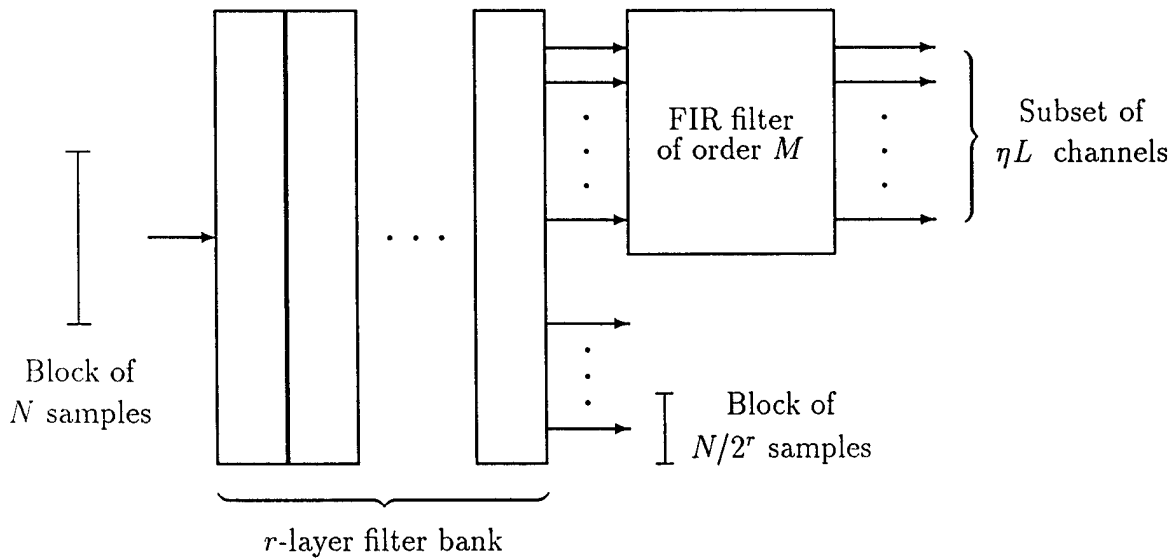 FIR filter
of order M
Subset of
ηL channels
Block of
N samples
Block of
N/2^r samples
r-layer filter bank